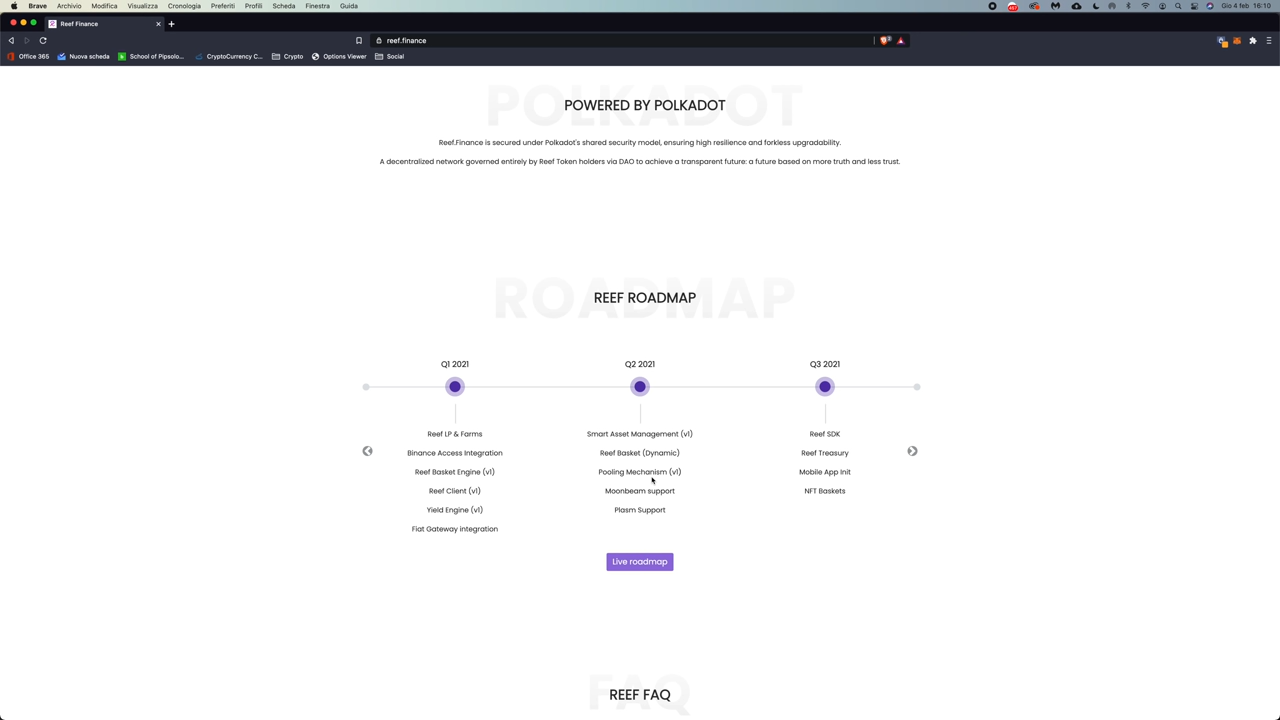 Brave Archivio Modifica Visualizza Cronologia Preferiti Profili Scheda Finestra Guida Gio 4 feb 16:10
Reef Finance
reef.finance
Office 365 Nuova scheda School of Pipsolo... CryptoCurrency C... Crypto Options Viewer Social
POLKADOT
POWERED BY POLKADOT
Reef.Finance is secured under Polkadot's shared security model, ensuring high resilience and forkless upgradability.
A decentralized network governed entirely by Reef Token holders via DAO to achieve a transparent future: a future based on more truth and less trust.
ROADMAP
REEF ROADMAP
Q1 2021
Reef LP & Farms
Binance Access Integration
Reef Basket Engine (v1)
Reef Client (v1)
Yield Engine (v1)
Fiat Gateway integration
Q2 2021
Smart Asset Management (v1)
Reef Basket (Dynamic)
Pooling Mechanism (v1)
Moonbeam support
Plasm Support
Q3 2021
Reef SDK
Reef Treasury
Mobile App Init
NFT Baskets
Live roadmap
FAQ
REEF FAQ